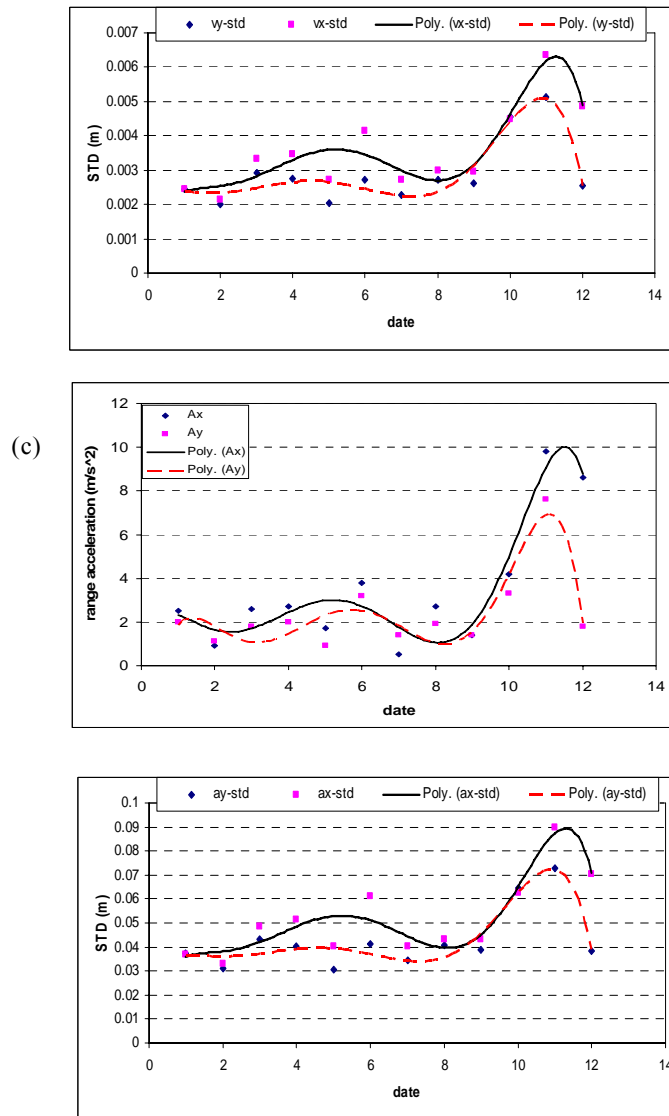 vy-std vx-std Poly. (vx-std) Poly. (vy-std)
0.007
0.006
0.005
0.004
0.003
0.002
0.001
0
STD (m)
0 2 4 6 8 10 12 14
date
(c)
Ax
Ay
Poly. (Ax)
Poly. (Ay)
12
10
8
6
4
2
0
range acceleration (m/s^2)
0 2 4 6 8 10 12 14
date
ay-std ax-std Poly. (ax-std) Poly. (ay-std)
0.1
0.09
0.08
0.07
0.06
0.05
0.04
0.03
0.02
0.01
0
STD (m)
0 2 4 6 8 10 12 14
date